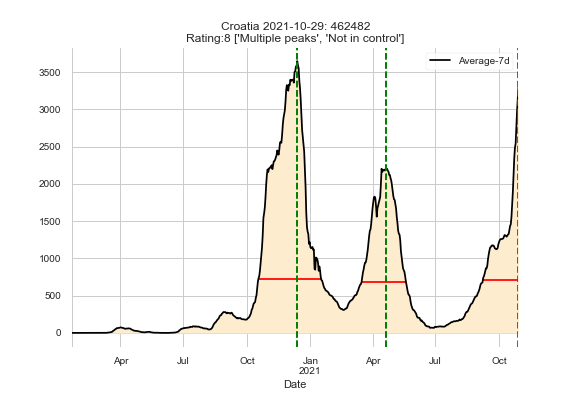 Croatia 2021-10-29: 462482
Rating:8 ['Multiple peaks', 'Not in control']
Average-7d
3500
3000
2500
2000
1500
1000
500
0
Apr Jul Oct Jan Apr Jul Oct
2021
Date